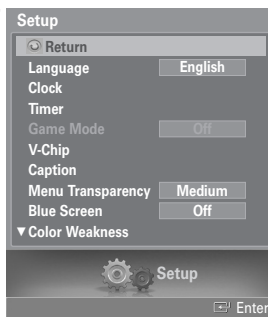 Setup
Return
Language English
Clock
Timer
Game Mode Off
V-Chip
Caption
Menu Transparency Medium
Blue Screen Off
▼ Color Weakness
Setup
Enter